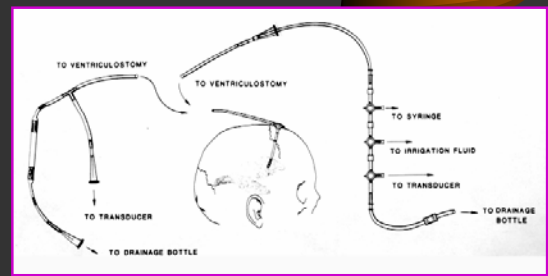 TO VENTRICULOSTOMY
TO TRANSDUCER
TO DRAINAGE BOTTLE
TO VENTRICULOSTOMY
TO SYRINGE
TO IRRIGATION FLUID
TO TRANSDUCER
TO DRAINAGE
BOTTLE